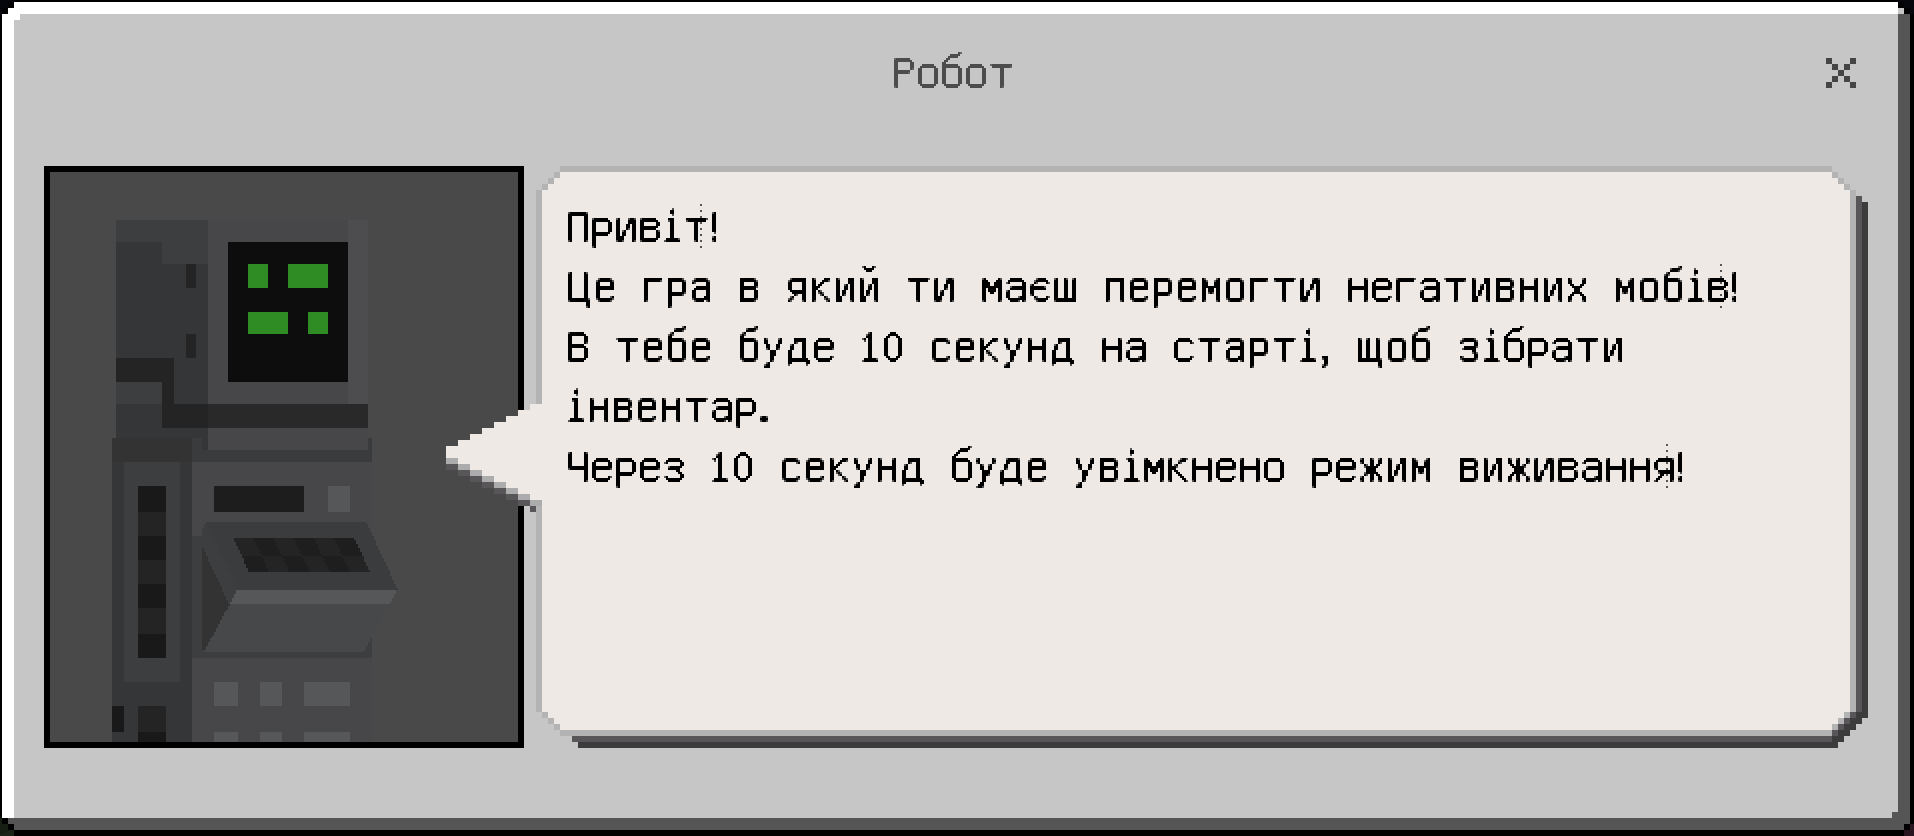 Робот
Привіт!
Це гра в який ти маєш перемогти негативних мобів!
В тебе буде 10 секунд на старті, щоб зібрати
інвентар.
Через 10 секунд буде увімкнено режим виживання!